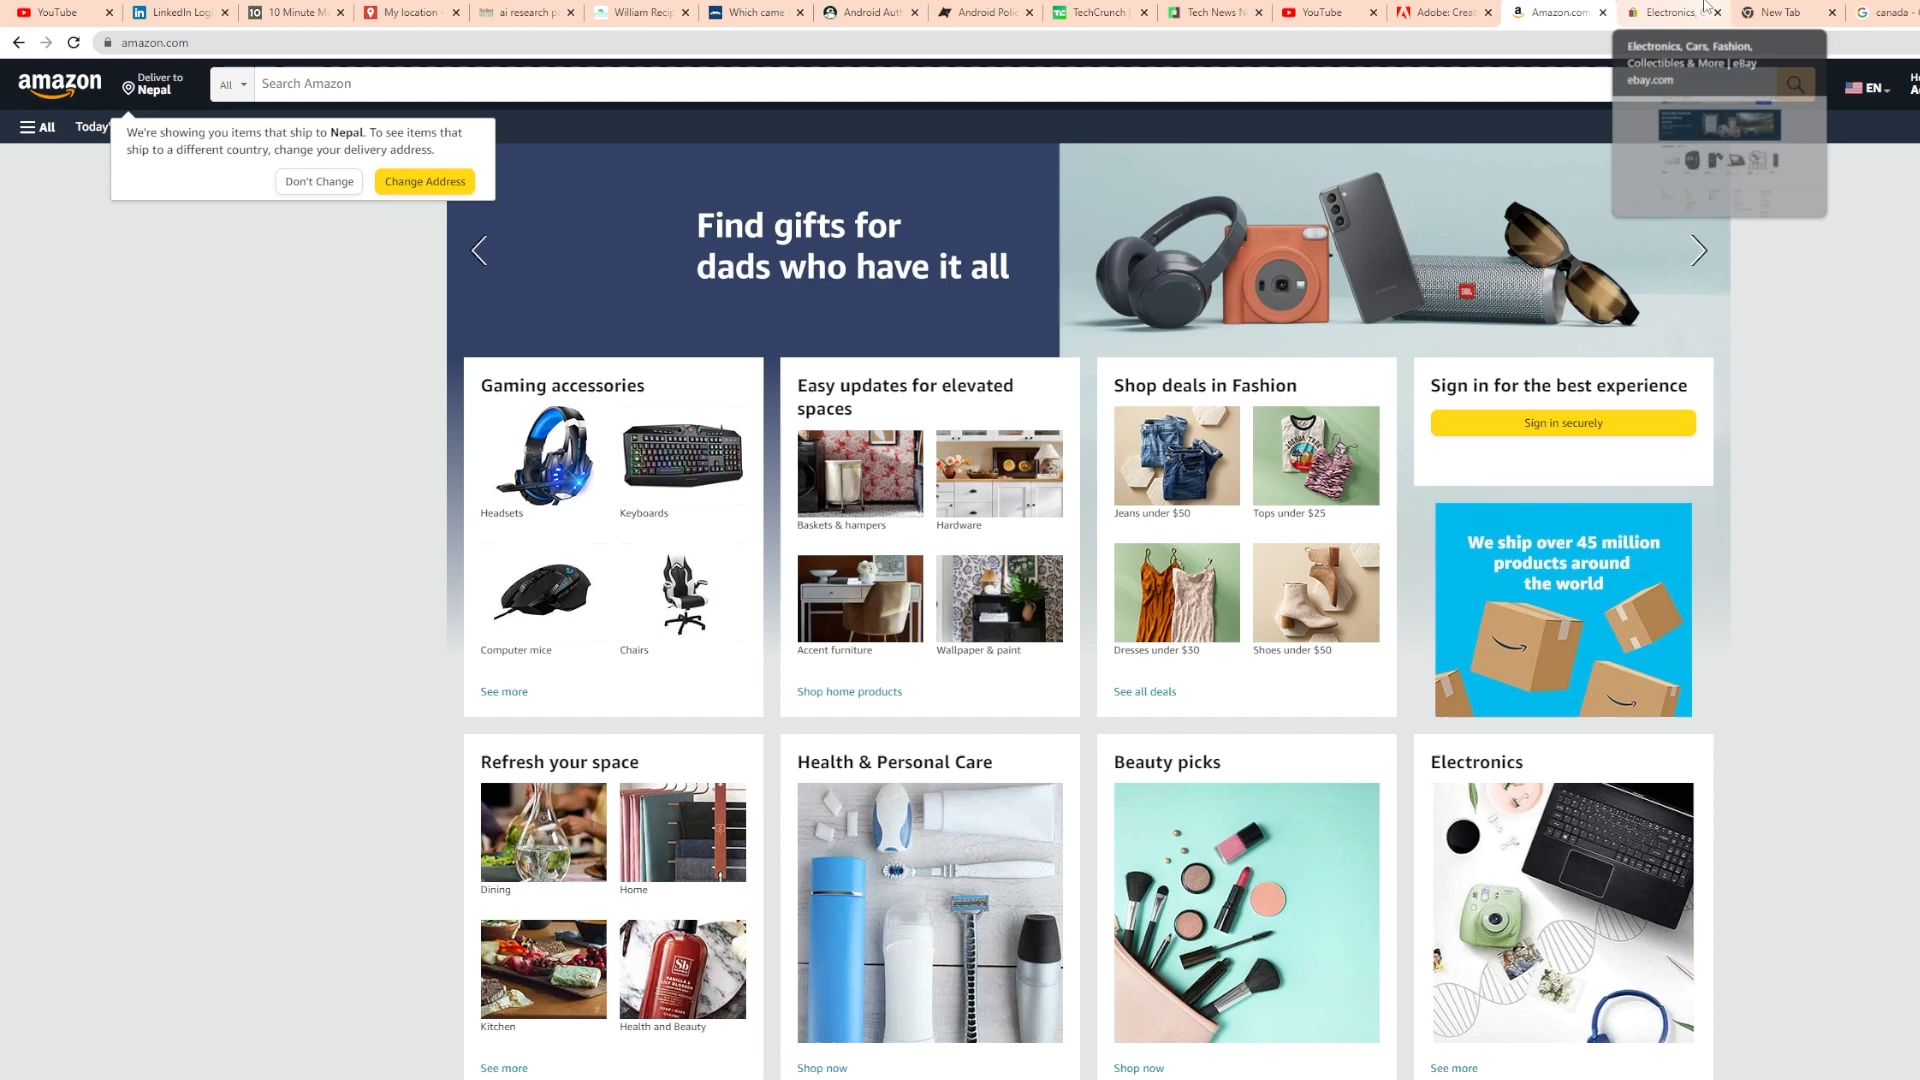 YouTube
LinkedIn Log
10 Minute M
My location
ai research p
William Recip
Which came
Android Auth
Android Polic
TechCrunch
Tech News N
YouTube
Adobe: Creat
Amazon.com
Electronics, C
New Tab
canada -
amazon.com
Electronics, Cars, Fashion,
Collectibles & More | eBay
ebay.com
amazon
Deliver to
Nepal
All
Search Amazon
EN
All
Today'
We're showing you items that ship to Nepal. To see items that
ship to a different country, change your delivery address.
Don't Change
Change Address
Find gifts for
dads who have it all
JBL
Gaming accessories
Headsets
Keyboards
Computer mice
Chairs
See more
Easy updates for elevated
spaces
Baskets & hampers
Hardware
Accent furniture
Wallpaper & paint
Shop home products
Shop deals in Fashion
Jeans under $50
Tops under $25
Dresses under $30
Shoes under $50
See all deals
Sign in for the best experience
Sign in securely
We ship over 45 million
products around
the world
Refresh your space
Dining
Home
Kitchen
Health and Beauty
See more
Health & Personal Care
Shop now
Beauty picks
Shop now
Electronics
See more